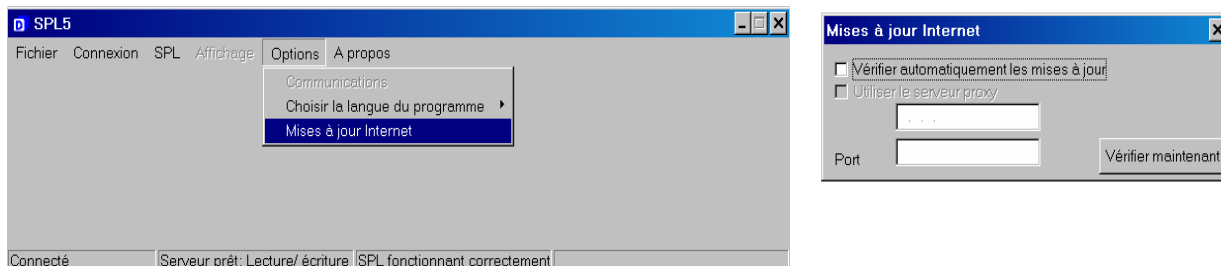 SPL5
Fichier Connexion SPL Affichage Options A propos
Communications
Choisir la langue du programme
Mises à jour Internet
Connecté Serveur prêt: Lecture/ écriture SPL fonctionnant correctement
Mises à jour Internet
Vérifier automatiquement les mises à jour
Utiliser le serveur proxy
. . .
Port
Vérifier maintenant